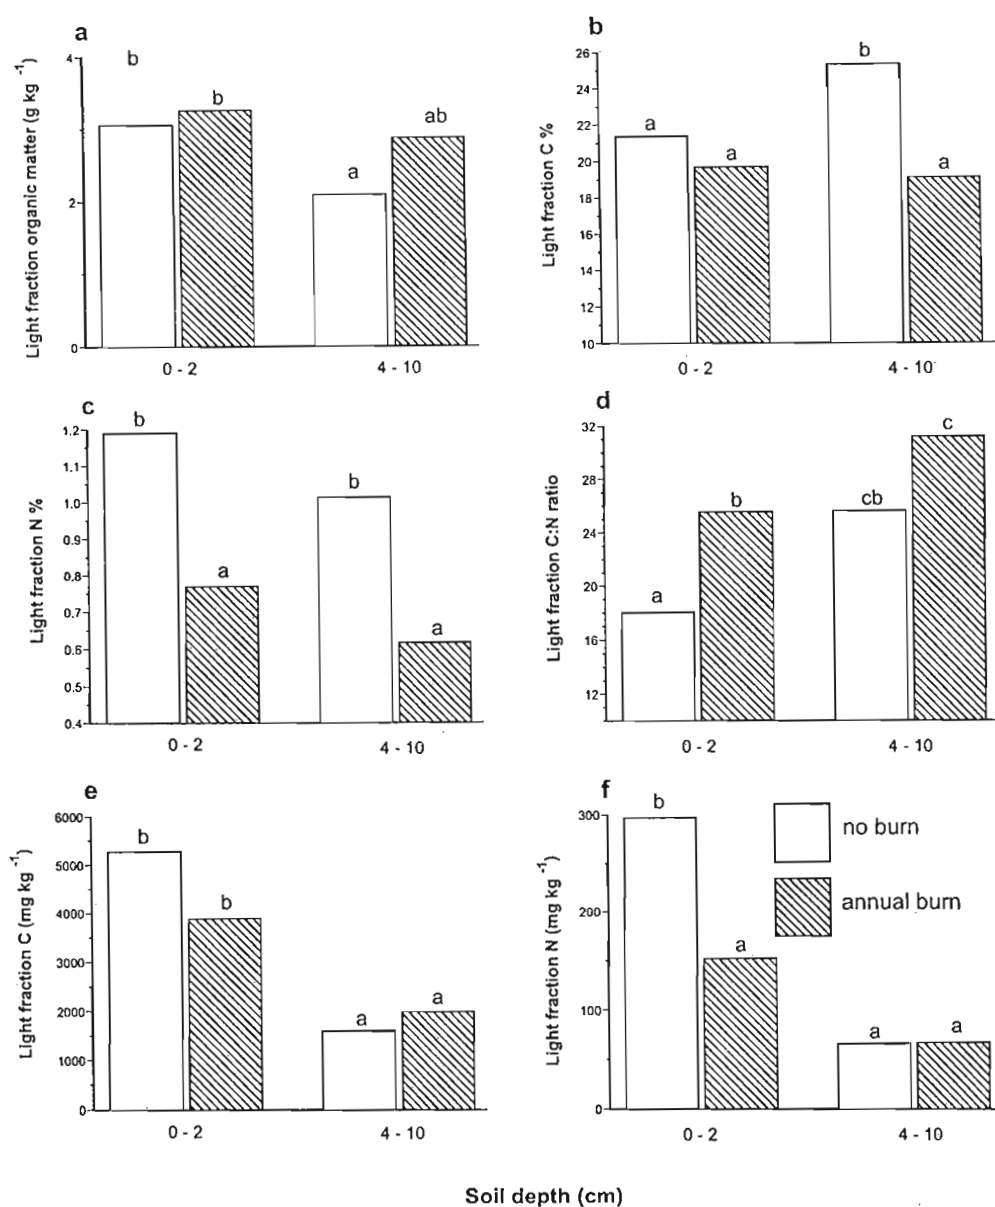 a
Light fraction organic matter (g kg -1)
4
2
0
b
b
a
ab
0 - 2
4 - 10
b
Light fraction C %
26
24
22
20
18
16
14
12
10
a
a
b
a
0 - 2
4 - 10
c
Light fraction N %
1.2
1.1
1.0
0.9
0.8
0.7
0.6
0.5
0.4
b
a
b
a
0 - 2
4 - 10
d
Light fraction C:N ratio
32
28
24
20
16
12
a
b
cb
c
0 - 2
4 - 10
e
Light fraction C (mg kg -1)
6000
5000
4000
3000
2000
1000
0
b
b
a
a
0 - 2
4 - 10
f
Light fraction N (mg kg -1)
300
200
100
0
b
a
a
a
0 - 2
4 - 10
no burn
annual burn
Soil depth (cm)